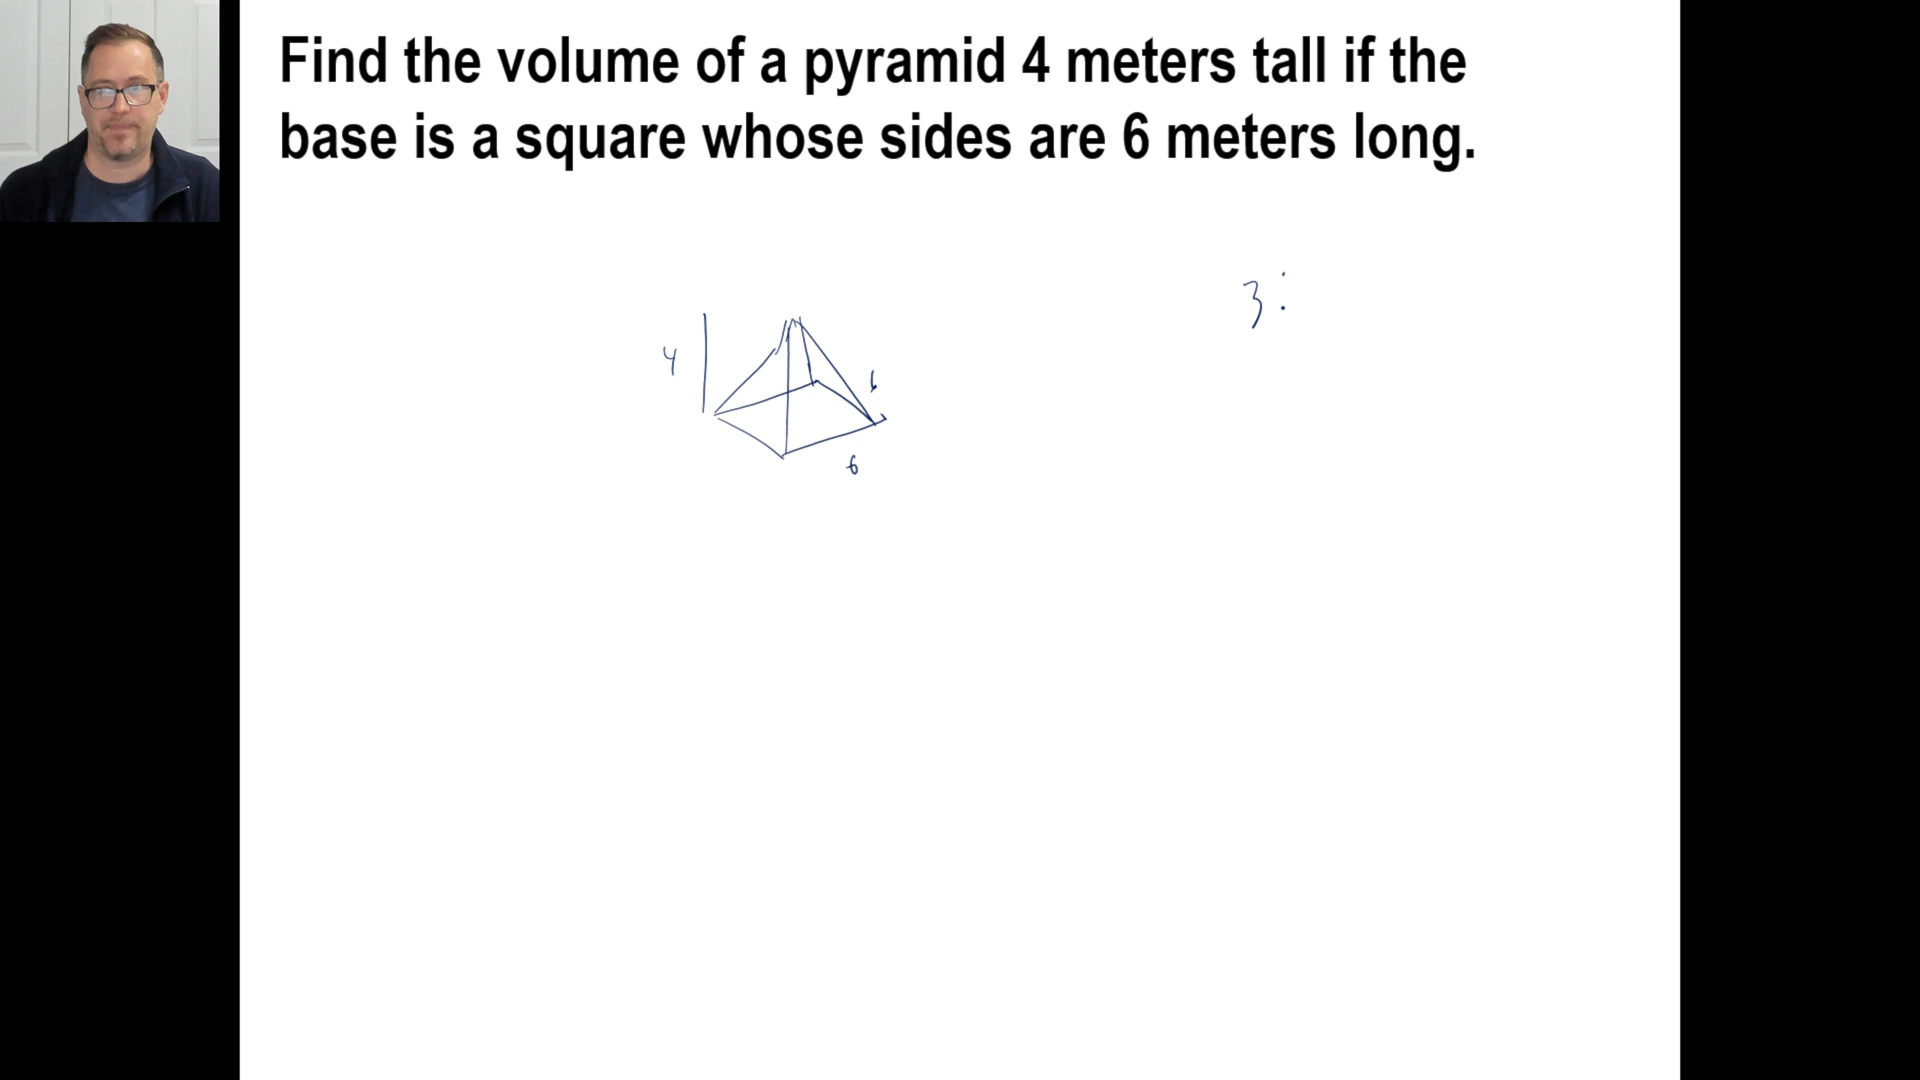 Find the volume of a pyramid 4 meters tall if the
base is a square whose sides are 6 meters long.
3:
4
6
6